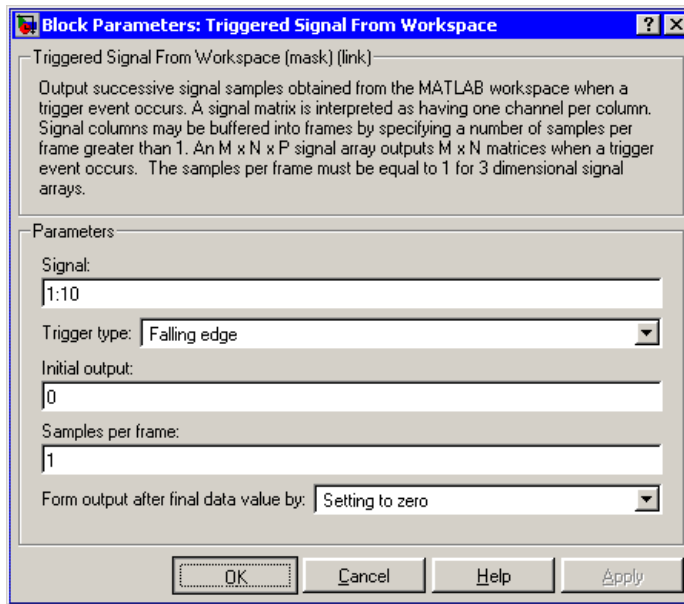 Block Parameters: Triggered Signal From Workspace
Triggered Signal From Workspace (mask) (link)
Output successive signal samples obtained from the MATLAB workspace when a
trigger event occurs. A signal matrix is interpreted as having one channel per column.
Signal columns may be buffered into frames by specifying a number of samples per
frame greater than 1. An M x N x P signal array outputs M x N matrices when a trigger
event occurs.  The samples per frame must be equal to 1 for 3 dimensional signal
arrays.
Parameters
Signal:
1:10
Trigger type: Falling edge
Initial output:
0
Samples per frame:
1
Form output after final data value by: Setting to zero
OK Cancel Help Apply